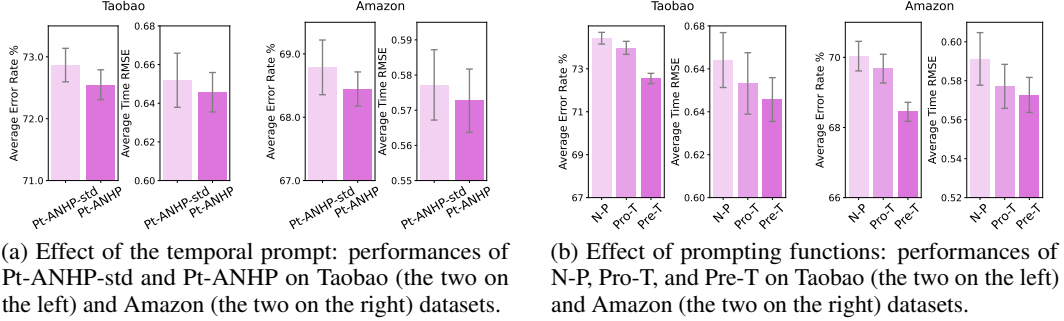 Taobao
Amazon
Taobao
Amazon
Average Error Rate %
73.0
72.0
71.0
Pt-ANHP-std
Pt-ANHP
Average Time RMSE
0.68
0.66
0.64
0.62
0.60
Pt-ANHP-std
Pt-ANHP
Average Error Rate %
69.0
68.0
67.0
Pt-ANHP-std
Pt-ANHP
Average Time RMSE
0.59
0.58
0.57
0.56
0.55
Pt-ANHP-std
Pt-ANHP
Average Error Rate %
75
73
71
69
67
N-P
Pro-T
Pre-T
Average Time RMSE
0.68
0.66
0.64
0.62
0.60
N-P
Pro-T
Pre-T
Average Error Rate %
70
68
66
N-P
Pro-T
Pre-T
Average Time RMSE
0.60
0.58
0.56
0.54
0.52
N-P
Pro-T
Pre-T
(a) Effect of the temporal prompt: performances of
Pt-ANHP-std and Pt-ANHP on Taobao (the two on
the left) and Amazon (the two on the right) datasets.
(b) Effect of prompting functions: performances of
N-P, Pro-T, and Pre-T on Taobao (the two on the left)
and Amazon (the two on the right) datasets.